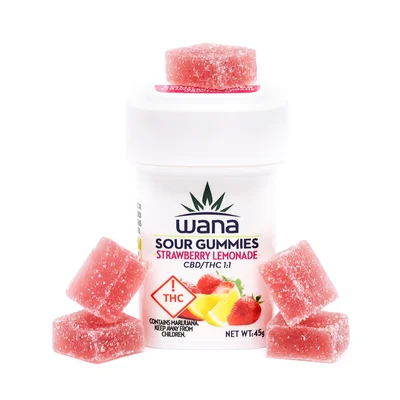 wana
SOUR GUMMIES
STRAWBERRY LEMONADE
CBD/THC 1:1
!
THC
CONTAINS MARIJUANA.
KEEP AWAY FROM
CHILDREN.
NET WT:45g